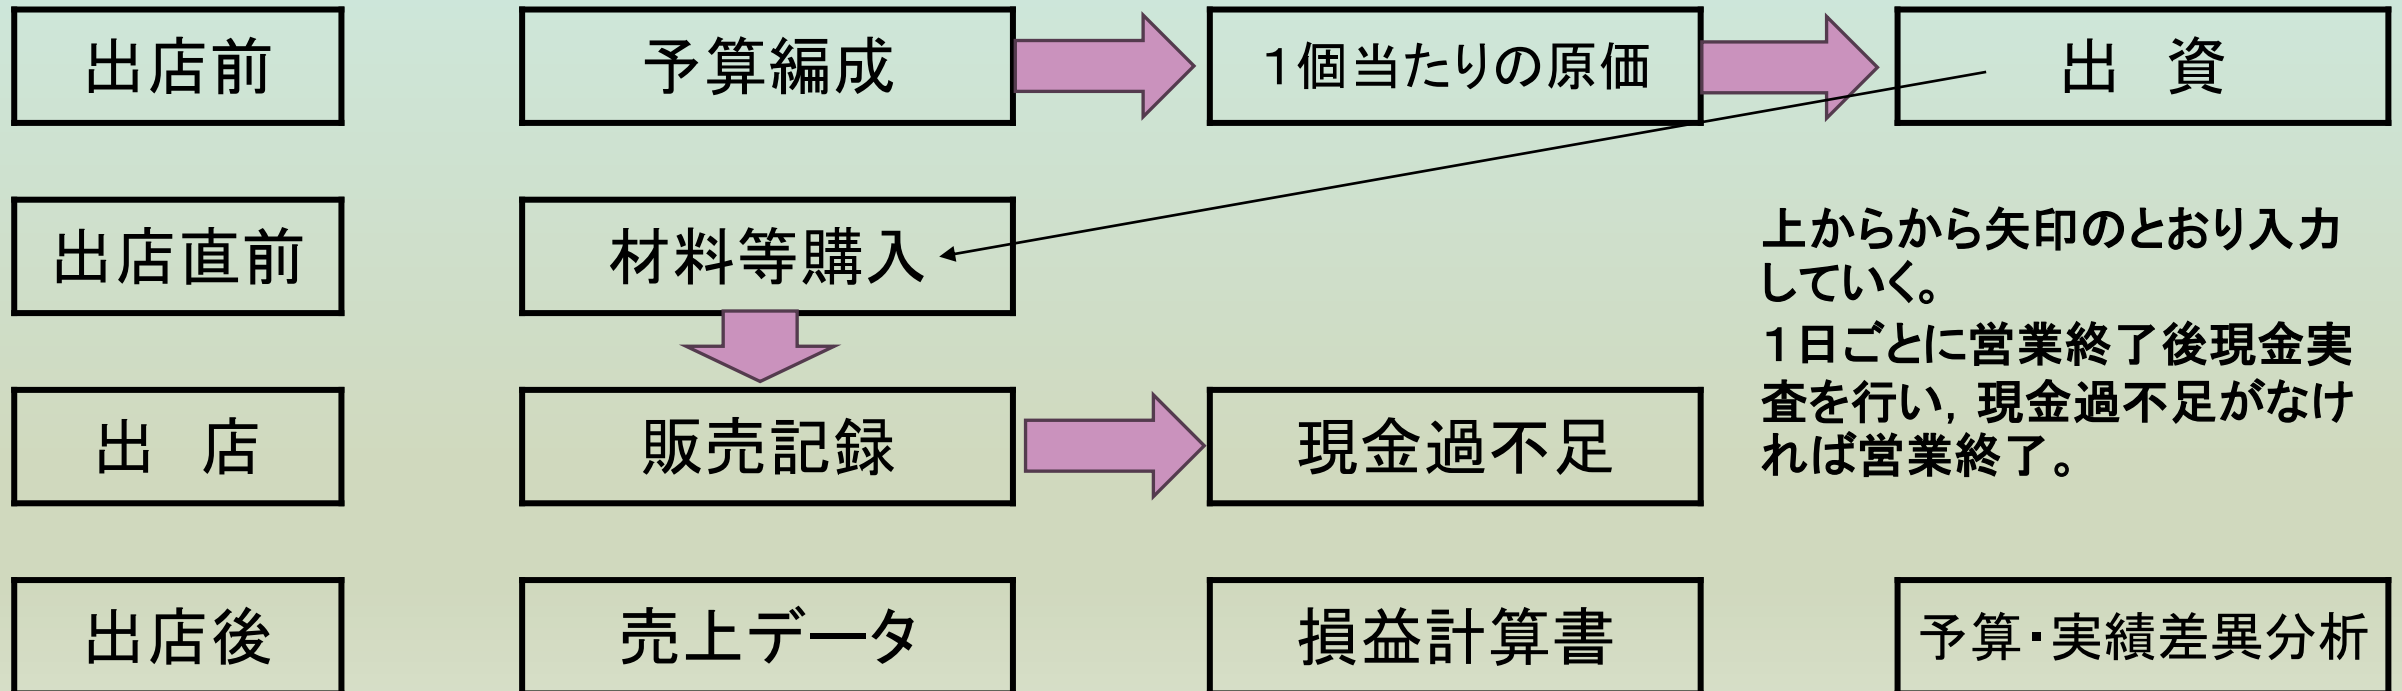 出店前
予算編成
１個当たりの原価
出　資
出店直前
材料等購入
上からから矢印のとおり入力
していく。
１日ごとに営業終了後現金実
査を行い，現金過不足がなけ
れば営業終了。
出　店
販売記録
現金過不足
出店後
売上データ
損益計算書
予算・実績差異分析